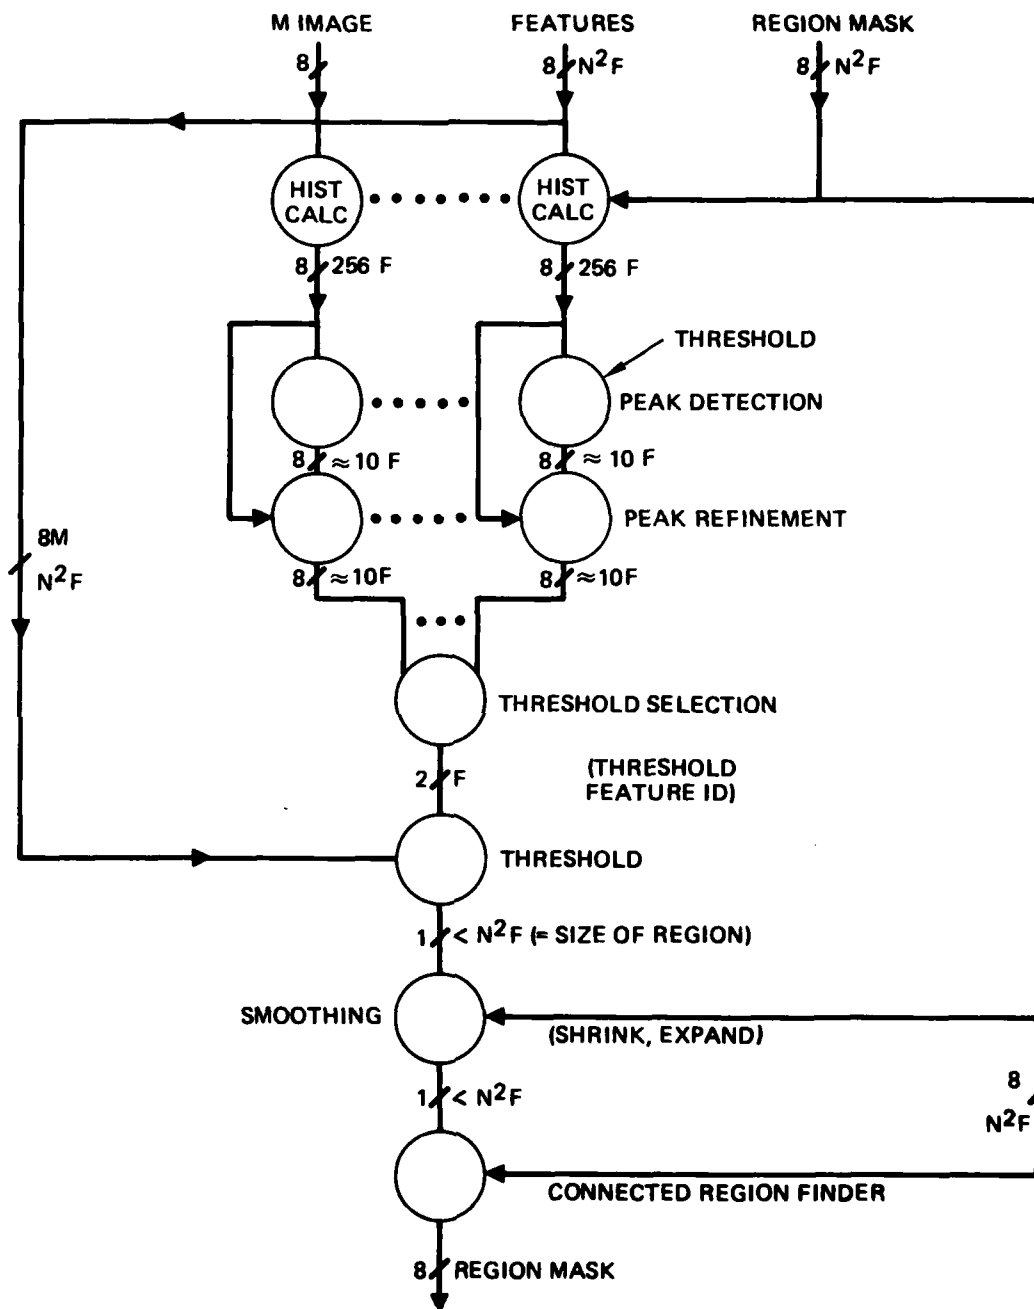 M IMAGE
FEATURES
REGION MASK
8
8 N²F
8 N²F
HIST CALC
HIST CALC
8 256 F
8 256 F
THRESHOLD
PEAK DETECTION
8 ≈ 10 F
8 ≈ 10 F
PEAK REFINEMENT
8M
N²F
8 ≈10F
8 ≈10F
THRESHOLD SELECTION
2 F
(THRESHOLD
FEATURE ID)
THRESHOLD
1 < N²F (= SIZE OF REGION)
SMOOTHING
(SHRINK, EXPAND)
1 < N²F
8
N²F
CONNECTED REGION FINDER
8 REGION MASK